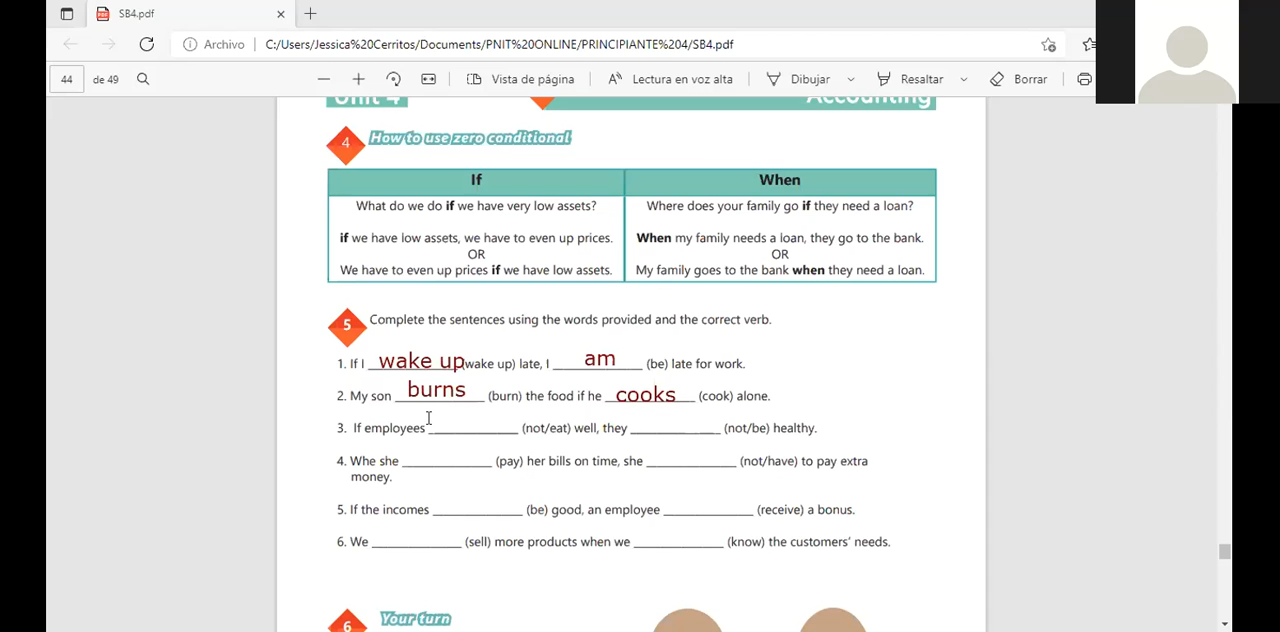 SB4.pdf
Archivo C:/Users/Jessica%20Cerritos/Documents/PNIT%20ONLINE/PRINCIPIANTE%204/SB4.pdf
44 de 49 Vista de página Lectura en voz alta Dibujar Resaltar Borrar
Unit 4 Accounting
4 How to use zero conditional
If When
What do we do if we have very low assets? Where does your family go if they need a loan?
if we have low assets, we have to even up prices. When my family needs a loan, they go to the bank.
OR OR
We have to even up prices if we have low assets. My family goes to the bank when they need a loan.
5 Complete the sentences using the words provided and the correct verb.
1. If I wake up (wake up) late, I am (be) late for work.
2. My son burns (burn) the food if he cooks (cook) alone.
3. If employees ____________ (not/eat) well, they ____________ (not/be) healthy.
4. Whe she ____________ (pay) her bills on time, she ____________ (not/have) to pay extra
money.
5. If the incomes ____________ (be) good, an employee ____________ (receive) a bonus.
6. We ____________ (sell) more products when we ____________ (know) the customers' needs.
6 Your turn